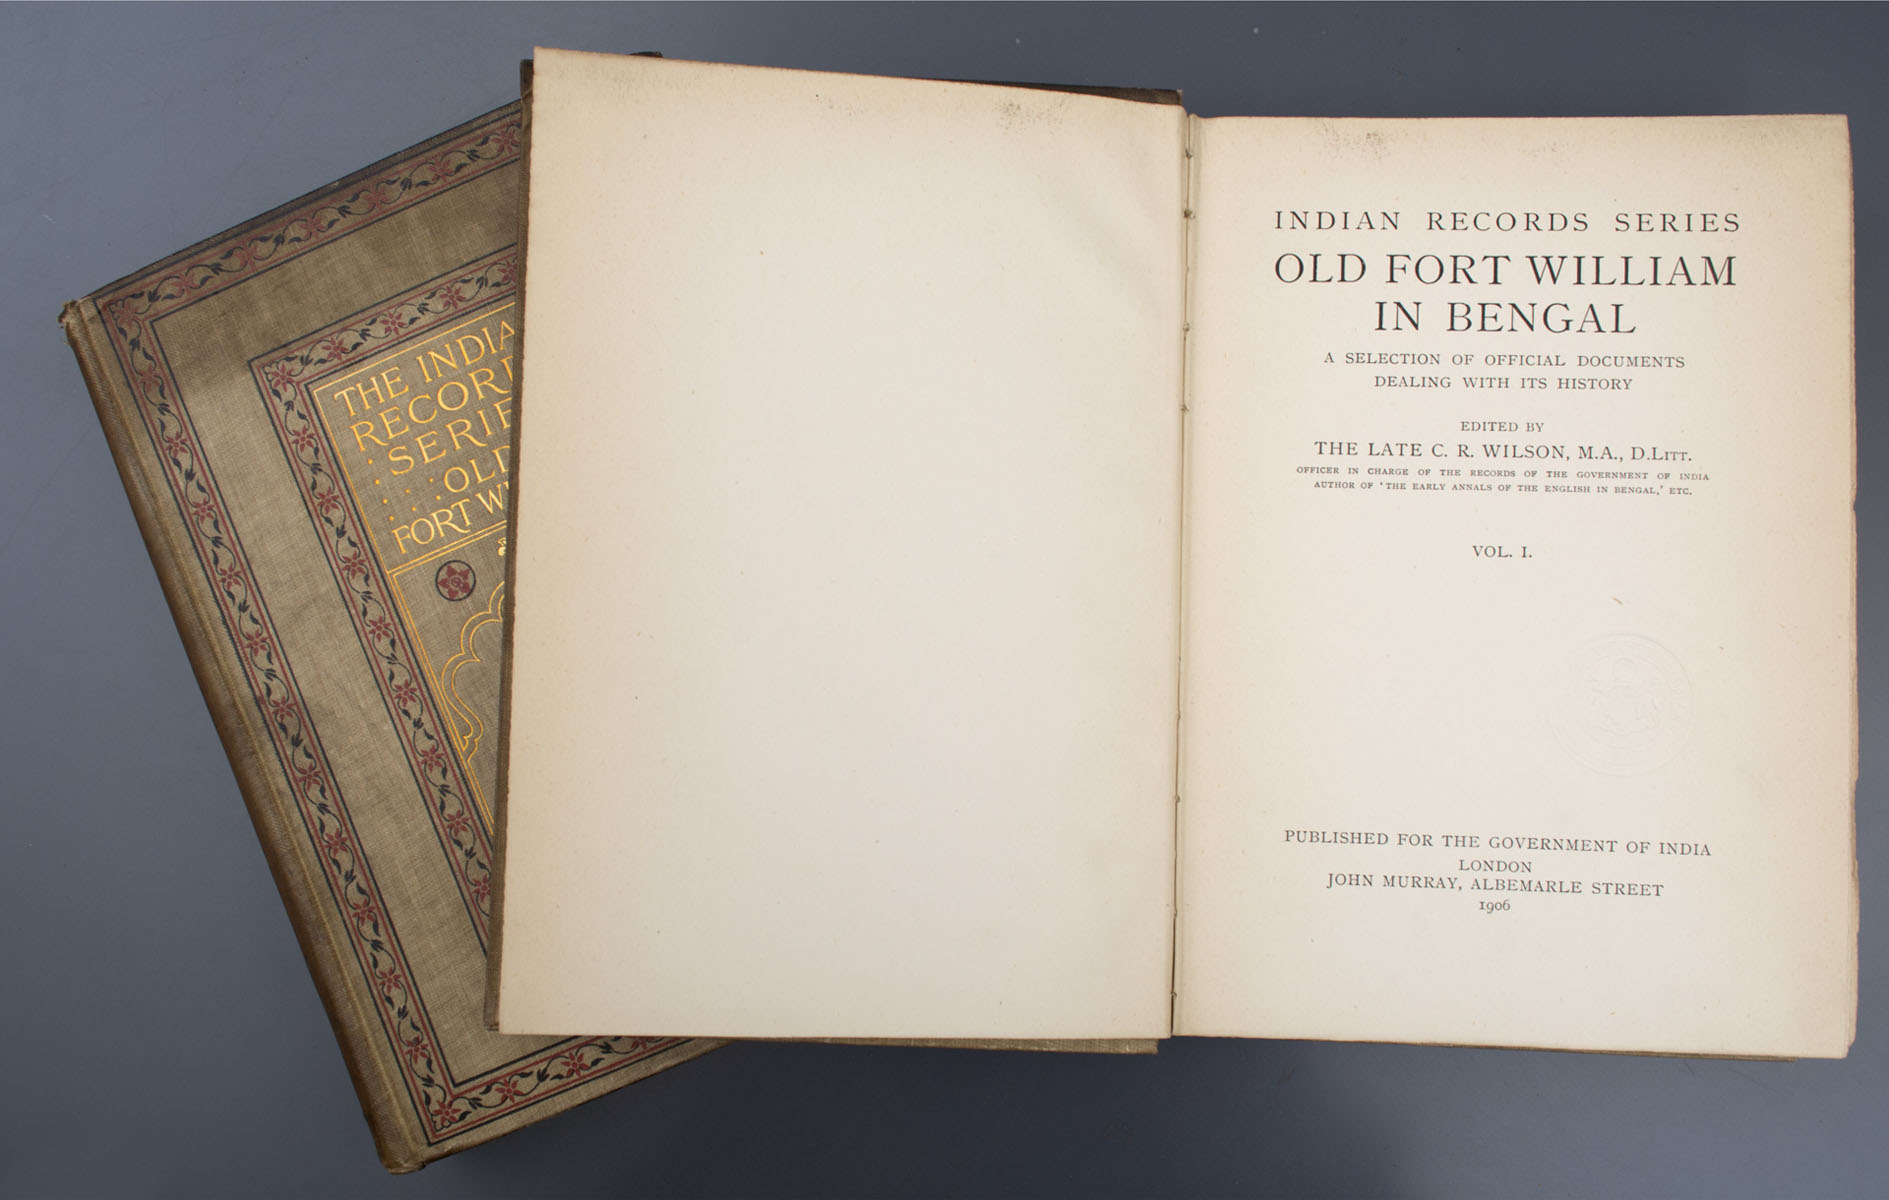 THE INDIA
RECORD
SERIE
OLD
FORT W
INDIAN RECORDS SERIES
OLD FORT WILLIAM
IN BENGAL
A SELECTION OF OFFICIAL DOCUMENTS
DEALING WITH ITS HISTORY
EDITED BY
THE LATE C. R. WILSON, M.A., D.LITT.
OFFICER IN CHARGE OF THE RECORDS OF THE GOVERNMENT OF INDIA
AUTHOR OF 'THE EARLY ANNALS OF THE ENGLISH IN BENGAL,' ETC.
VOL. I.
PUBLISHED FOR THE GOVERNMENT OF INDIA
LONDON
JOHN MURRAY, ALBEMARLE STREET
1906